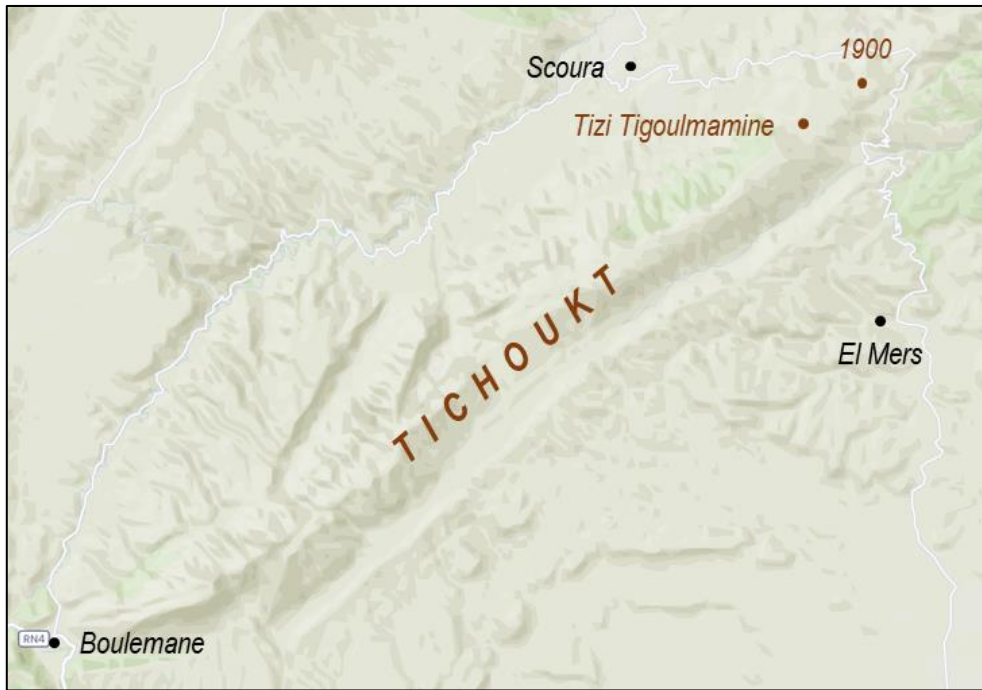 1900
Scoura
Tizi Tigoulmamine
TICHOUKT
El Mers
RN4
Boulemane